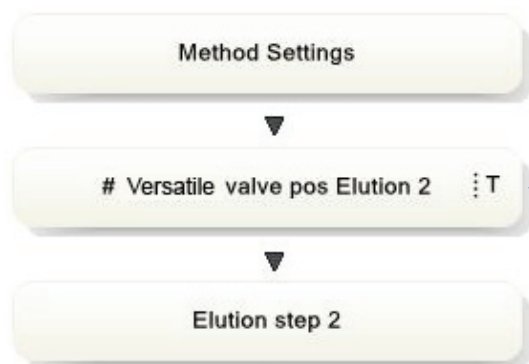 Method Settings
# Versatile valve pos Elution 2 T
Elution step 2